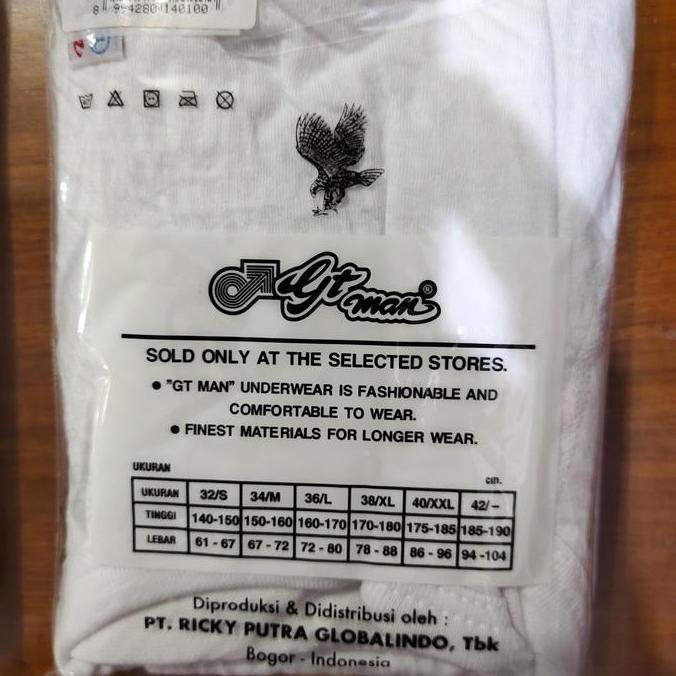 8 994280 140100
Gt man ®
SOLD ONLY AT THE SELECTED STORES.
● "GT MAN" UNDERWEAR IS FASHIONABLE AND
COMFORTABLE TO WEAR.
● FINEST MATERIALS FOR LONGER WEAR.
UKURAN cm.
UKURAN 32/S 34/M 36/L 38/XL 40/XXL 42/–
TINGGI 140-150 150-160 160-170 170-180 175-185 185-190
LEBAR 61 - 67 67 - 72 72 - 80 78 - 88 86 - 96 94 -104
Diproduksi & Didistribusi oleh :
PT. RICKY PUTRA GLOBALINDO, Tbk
Bogor - Indonesia